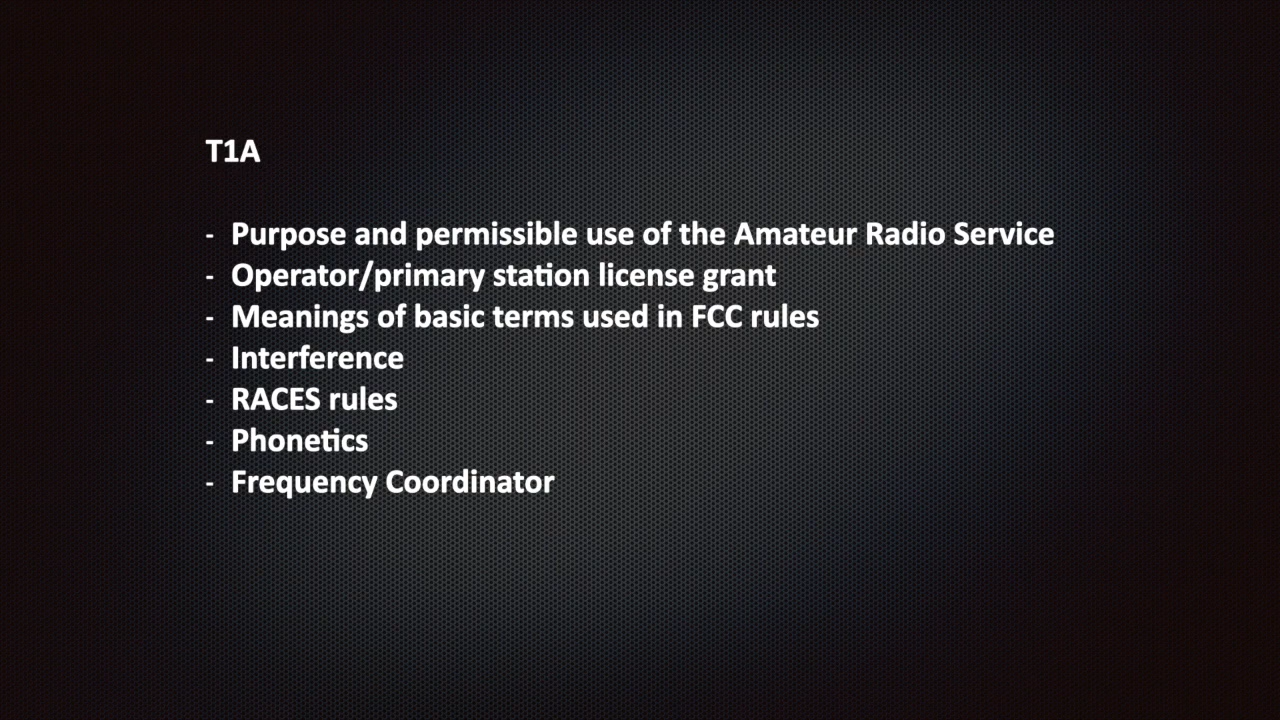 T1A
- Purpose and permissible use of the Amateur Radio Service
- Operator/primary station license grant
- Meanings of basic terms used in FCC rules
- Interference
- RACES rules
- Phonetics
- Frequency Coordinator